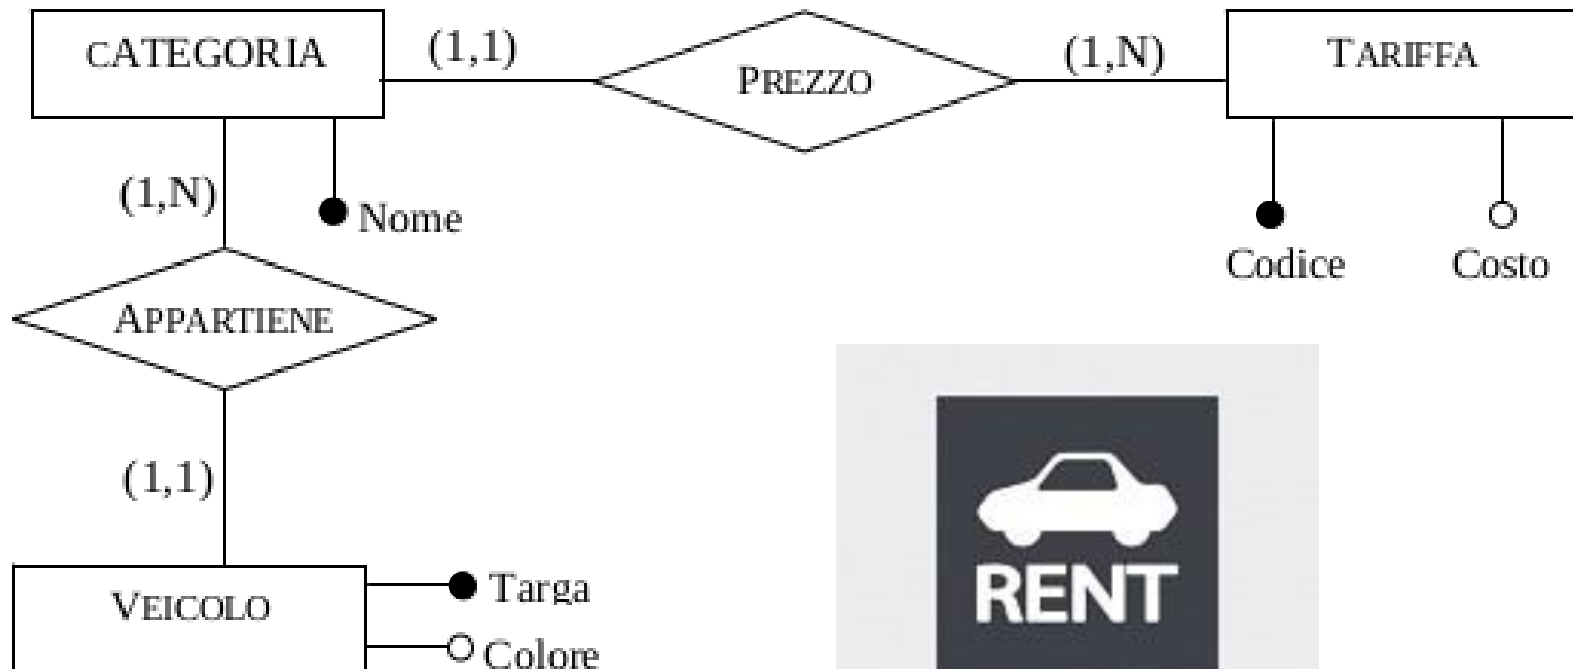 CATEGORIA (1,1) PREZZO (1,N) TARIFFA
(1,N) Nome
Codice Costo
APPARTIENE
(1,1)
VEICOLO Targa
Colore
RENT